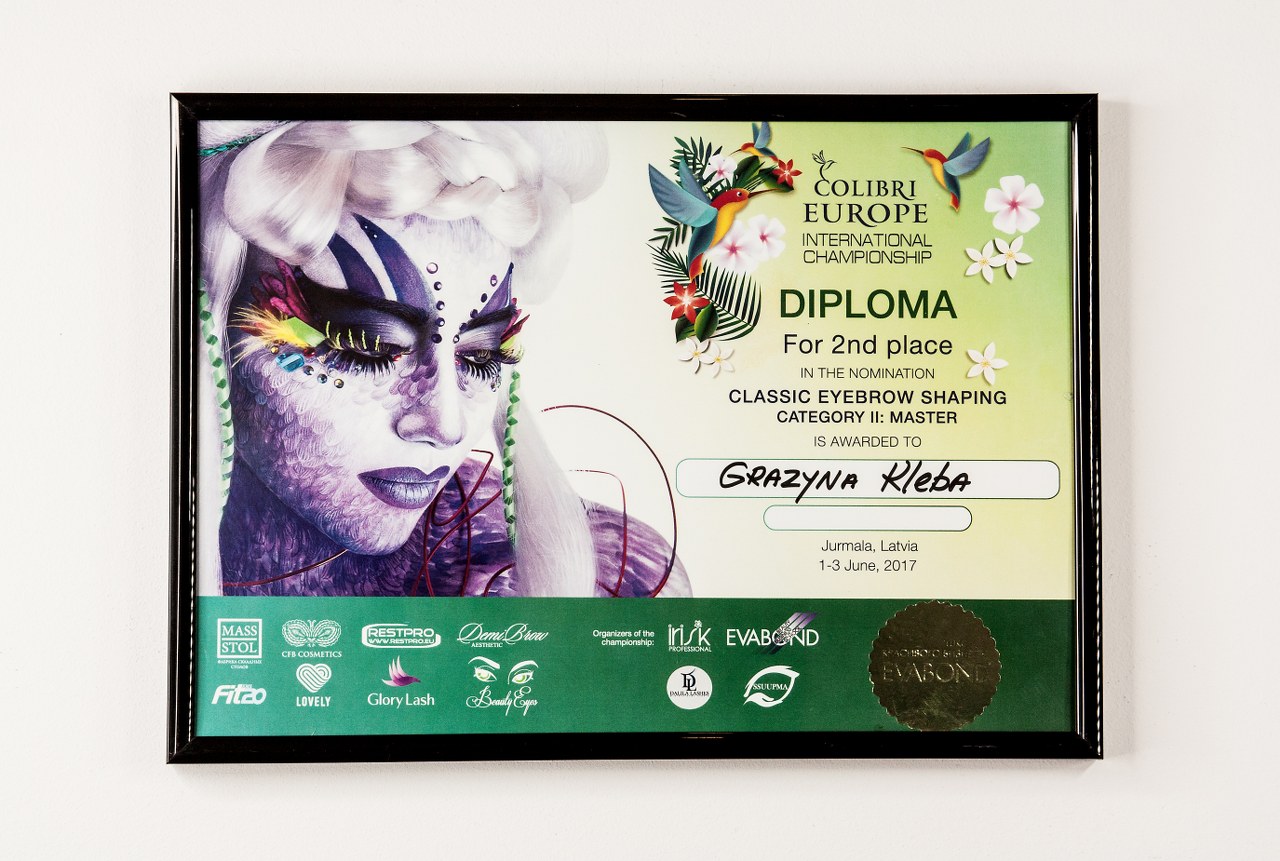 COLIBRI
EUROPE
INTERNATIONAL
CHAMPIONSHIP
DIPLOMA
For 2nd place
IN THE NOMINATION
CLASSIC EYEBROW SHAPING
CATEGORY II: MASTER
IS AWARDED TO
GRAZYNA Kleba
Jurmala, Latvia
1-3 June, 2017
MASS
STOL
CFB COSMETICS
RESTPRO
WWW.RESTPRO.EU
DemiBrow
AESTHETIC
Fit20
LOVELY
Glory Lash
Beauty Eyes
Organizers of the
championship:
IRISK
PROFESSIONAL
EVABOND
DL
SSUUPMA
EVABOND